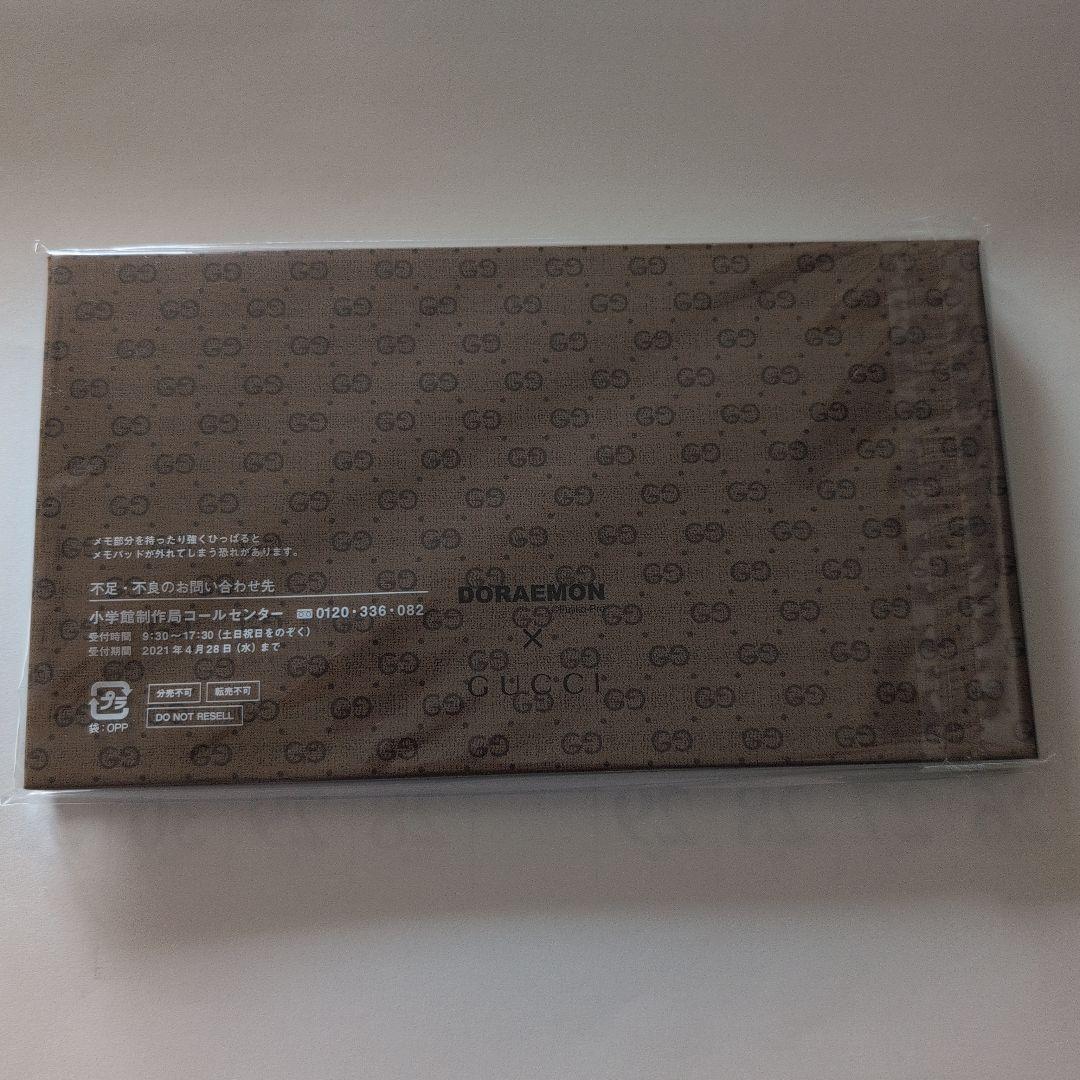 メモ部分を持ったり強くひっぱると
メモパッドが外れてしまう恐れがあります。
不足・不良のお問い合わせ先
小学館制作局コールセンター 0120・336・082
受付時間 9:30〜17:30（土日祝日をのぞく）
受付期間 2021年4月28日（水）まで
プラ
袋：OPP
分売不可
転売不可
DO NOT RESELL
DORAEMON
×
GUCCI